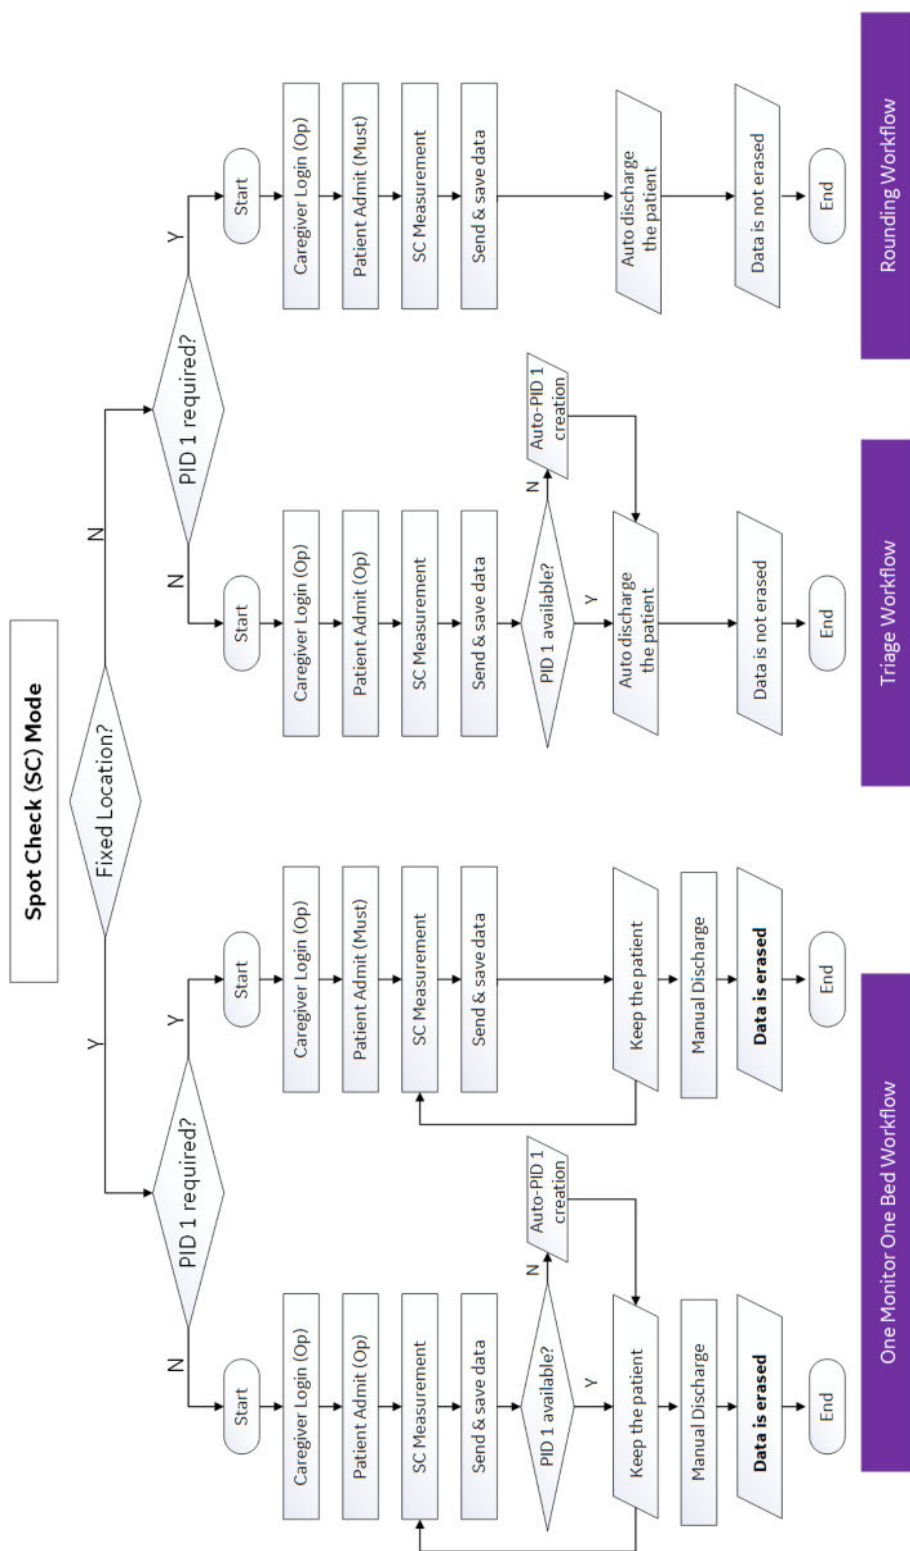 Spot Check (SC) Mode
Fixed Location?
Y
N
PID 1 required?
N
Y
PID 1 required?
N
Y
Start
Caregiver Login (Op)
Patient Admit (Op)
SC Measurement
Send & save data
PID 1 available?
N
Auto-PID 1
creation
Y
Keep the patient
Manual Discharge
Data is erased
End
Start
Caregiver Login (Op)
Patient Admit (Must)
SC Measurement
Send & save data
Keep the patient
Manual Discharge
Data is erased
End
One Monitor One Bed Workflow
Start
Caregiver Login (Op)
Patient Admit (Op)
SC Measurement
Send & save data
PID 1 available?
N
Auto-PID 1
creation
Y
Auto discharge
the patient
Data is not erased
End
Triage Workflow
Start
Caregiver Login (Op)
Patient Admit (Must)
SC Measurement
Send & save data
Auto discharge
the patient
Data is not erased
End
Rounding Workflow